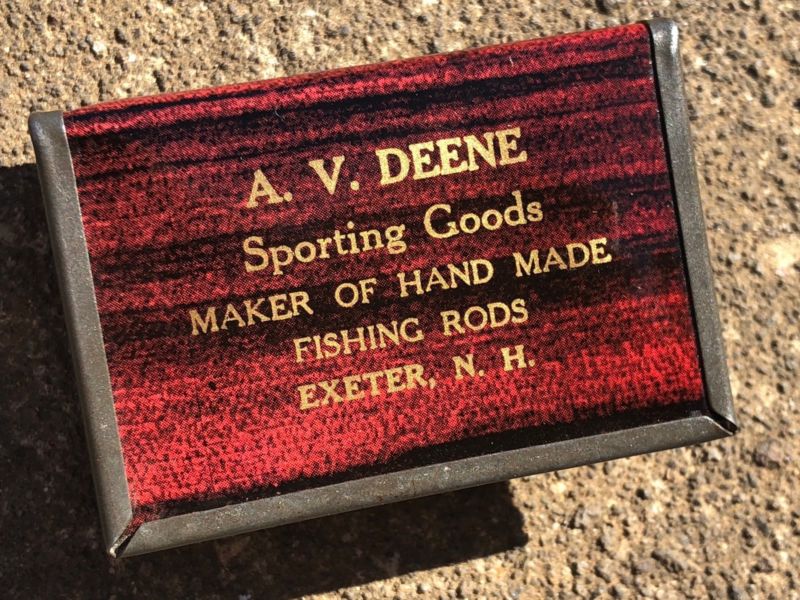 A. V. DEENE
Sporting Goods
MAKER OF HAND MADE
FISHING RODS
EXETER, N. H.